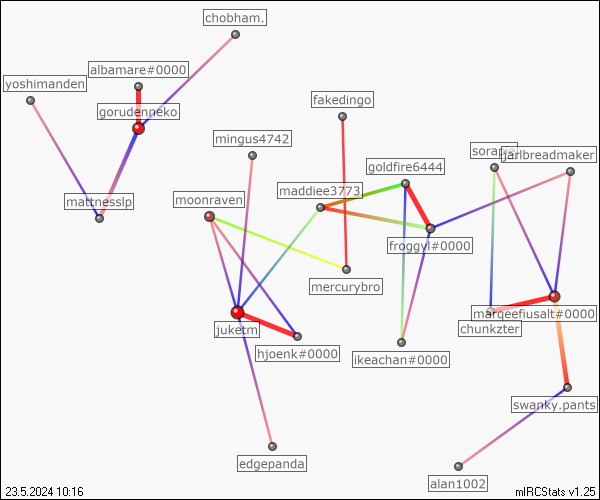 chobham.
albamare#0000
yoshimanden
fakedingo
gorudenneko
mingus4742
soraple
jarlbreadmaker
goldfire6444
maddiee3773
mattnesslp
moonraven
froggyl#0000
mercurybro
marqeefiusalt#0000
juketm
chunkzter
hjoenk#0000
ikeachan#0000
swanky.pants
edgepanda
alan1002
23.5.2024 10:16
mIRCStats v1.25